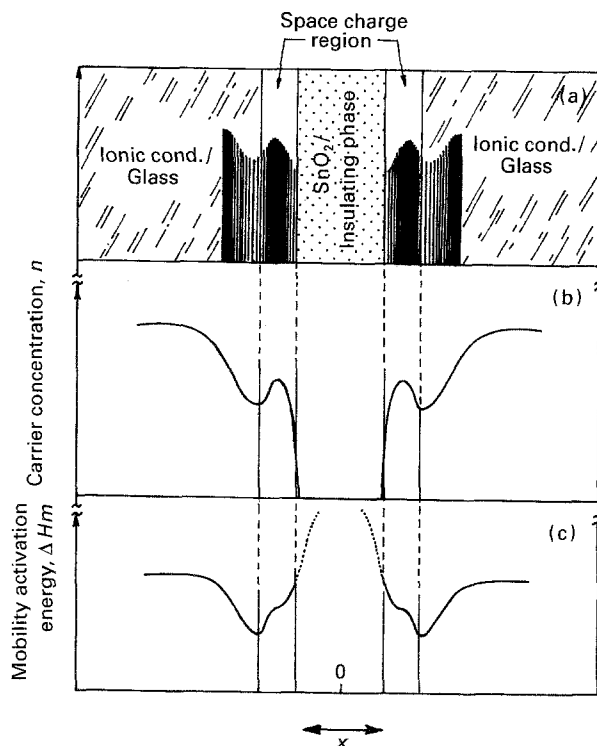 Space charge
region
(a)
Ionic cond./
Glass
SnO₂/
Insulating phase
Ionic cond./
Glass
(b)
Carrier concentration, n
(c)
Mobility activation
energy, ΔHm
0
x